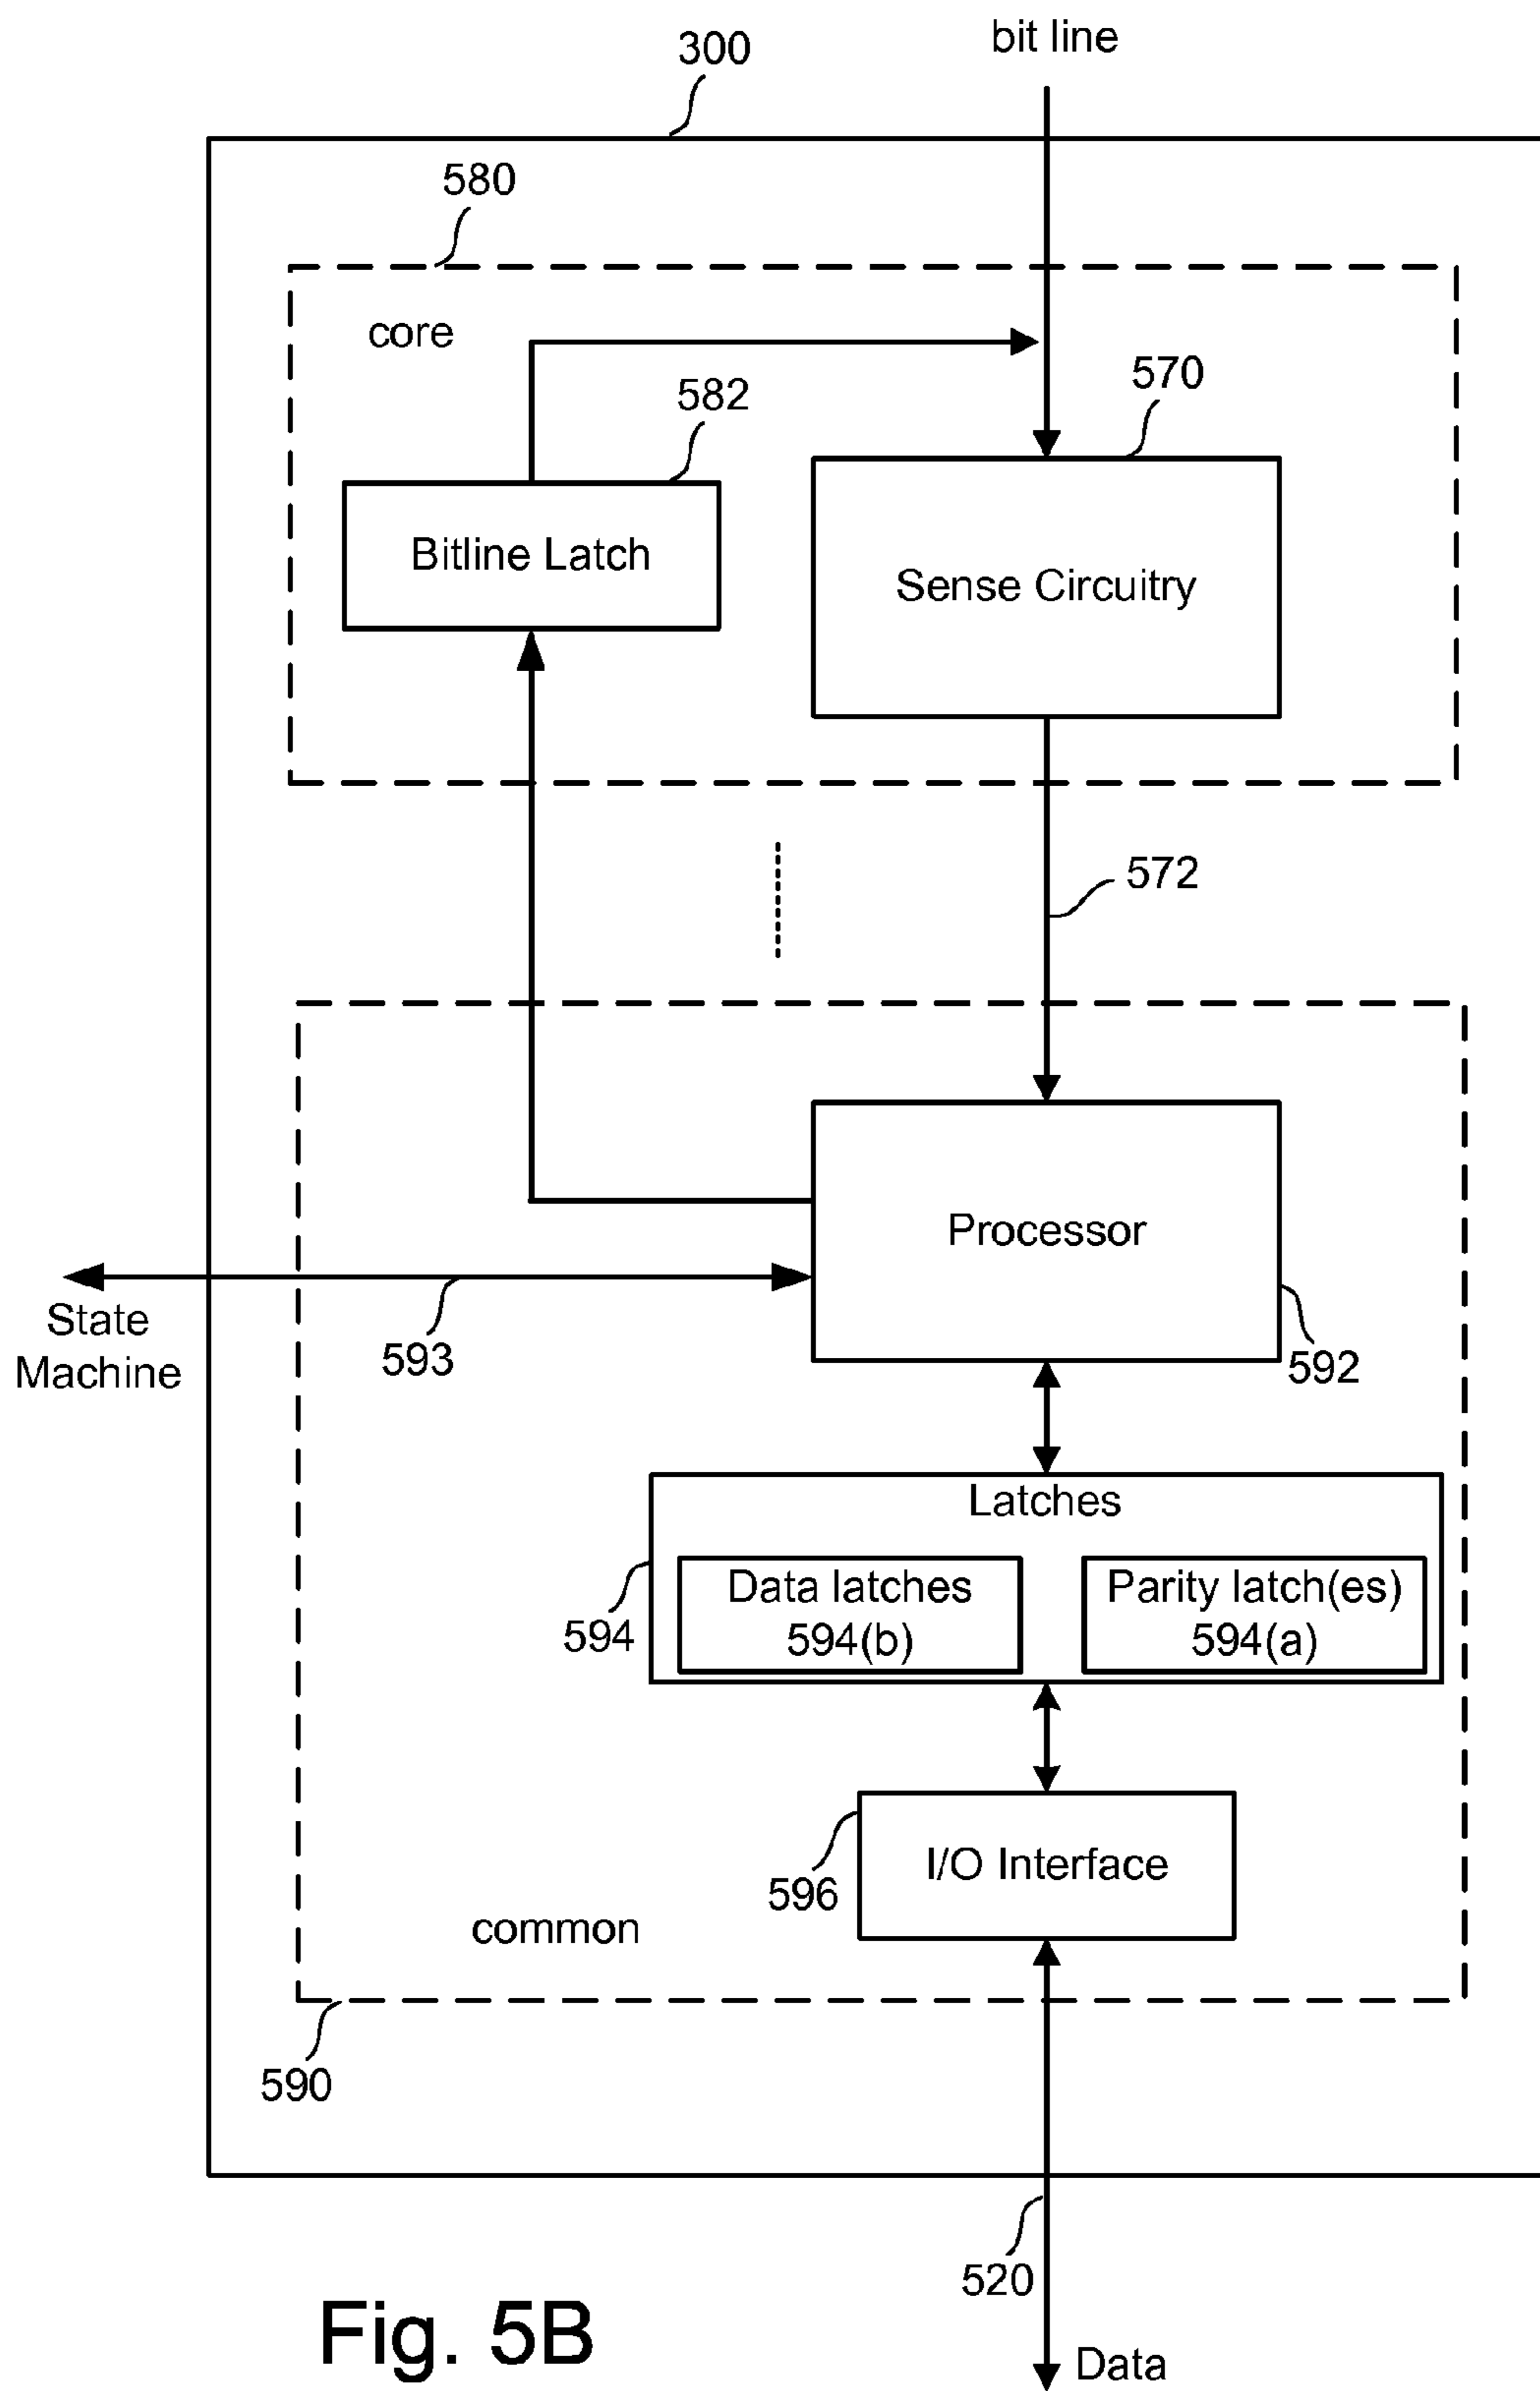 bit line
300
580
core
570
582
Bitline Latch
Sense Circuitry
572
Processor
State
Machine
593
592
Latches
Data latches
594(b)
Parity latch(es)
594(a)
594
I/O Interface
596
common
590
520
Fig. 5B
Data